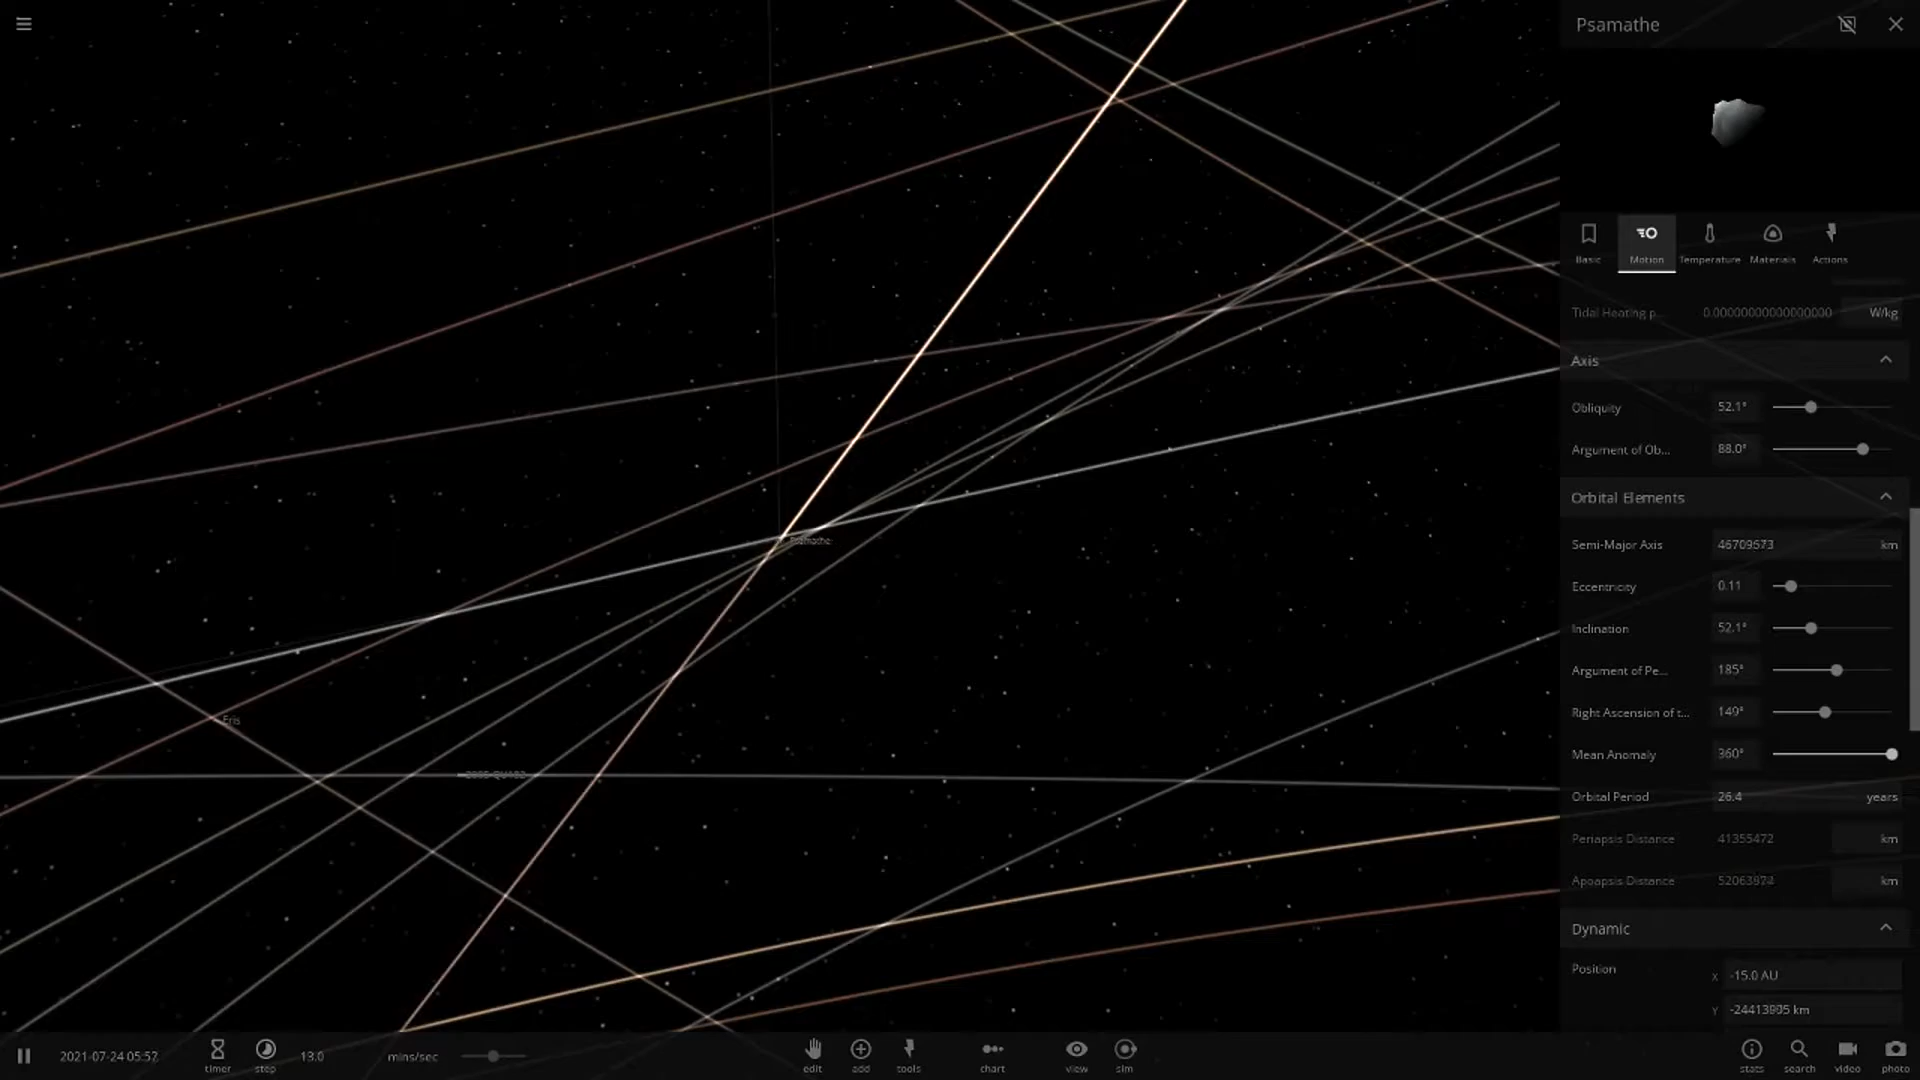 Psamathe
Basic
Motion
Temperature
Materials
Actions
Tidal Heating p... 0.00000000000000000 W/kg
Axis
Obliquity 52.1°
Argument of Ob... 88.0°
Orbital Elements
Psamathe
Semi-Major Axis 46709573 km
Eccentricity 0.11
Inclination 52.1°
Argument of Pe... 185°
Right Ascension of t... 149°
Eris
Mean Anomaly 360°
Orbital Period 26.4 years
Periapsis Distance 41355472 km
Apoapsis Distance km
Dynamic
Position X -15.0 AU
Y -24413995 km
2021-07-24 05:52
timer
step
13.0 mins/sec
edit
add
tools
chart
view
sim
stats
search
video
photo